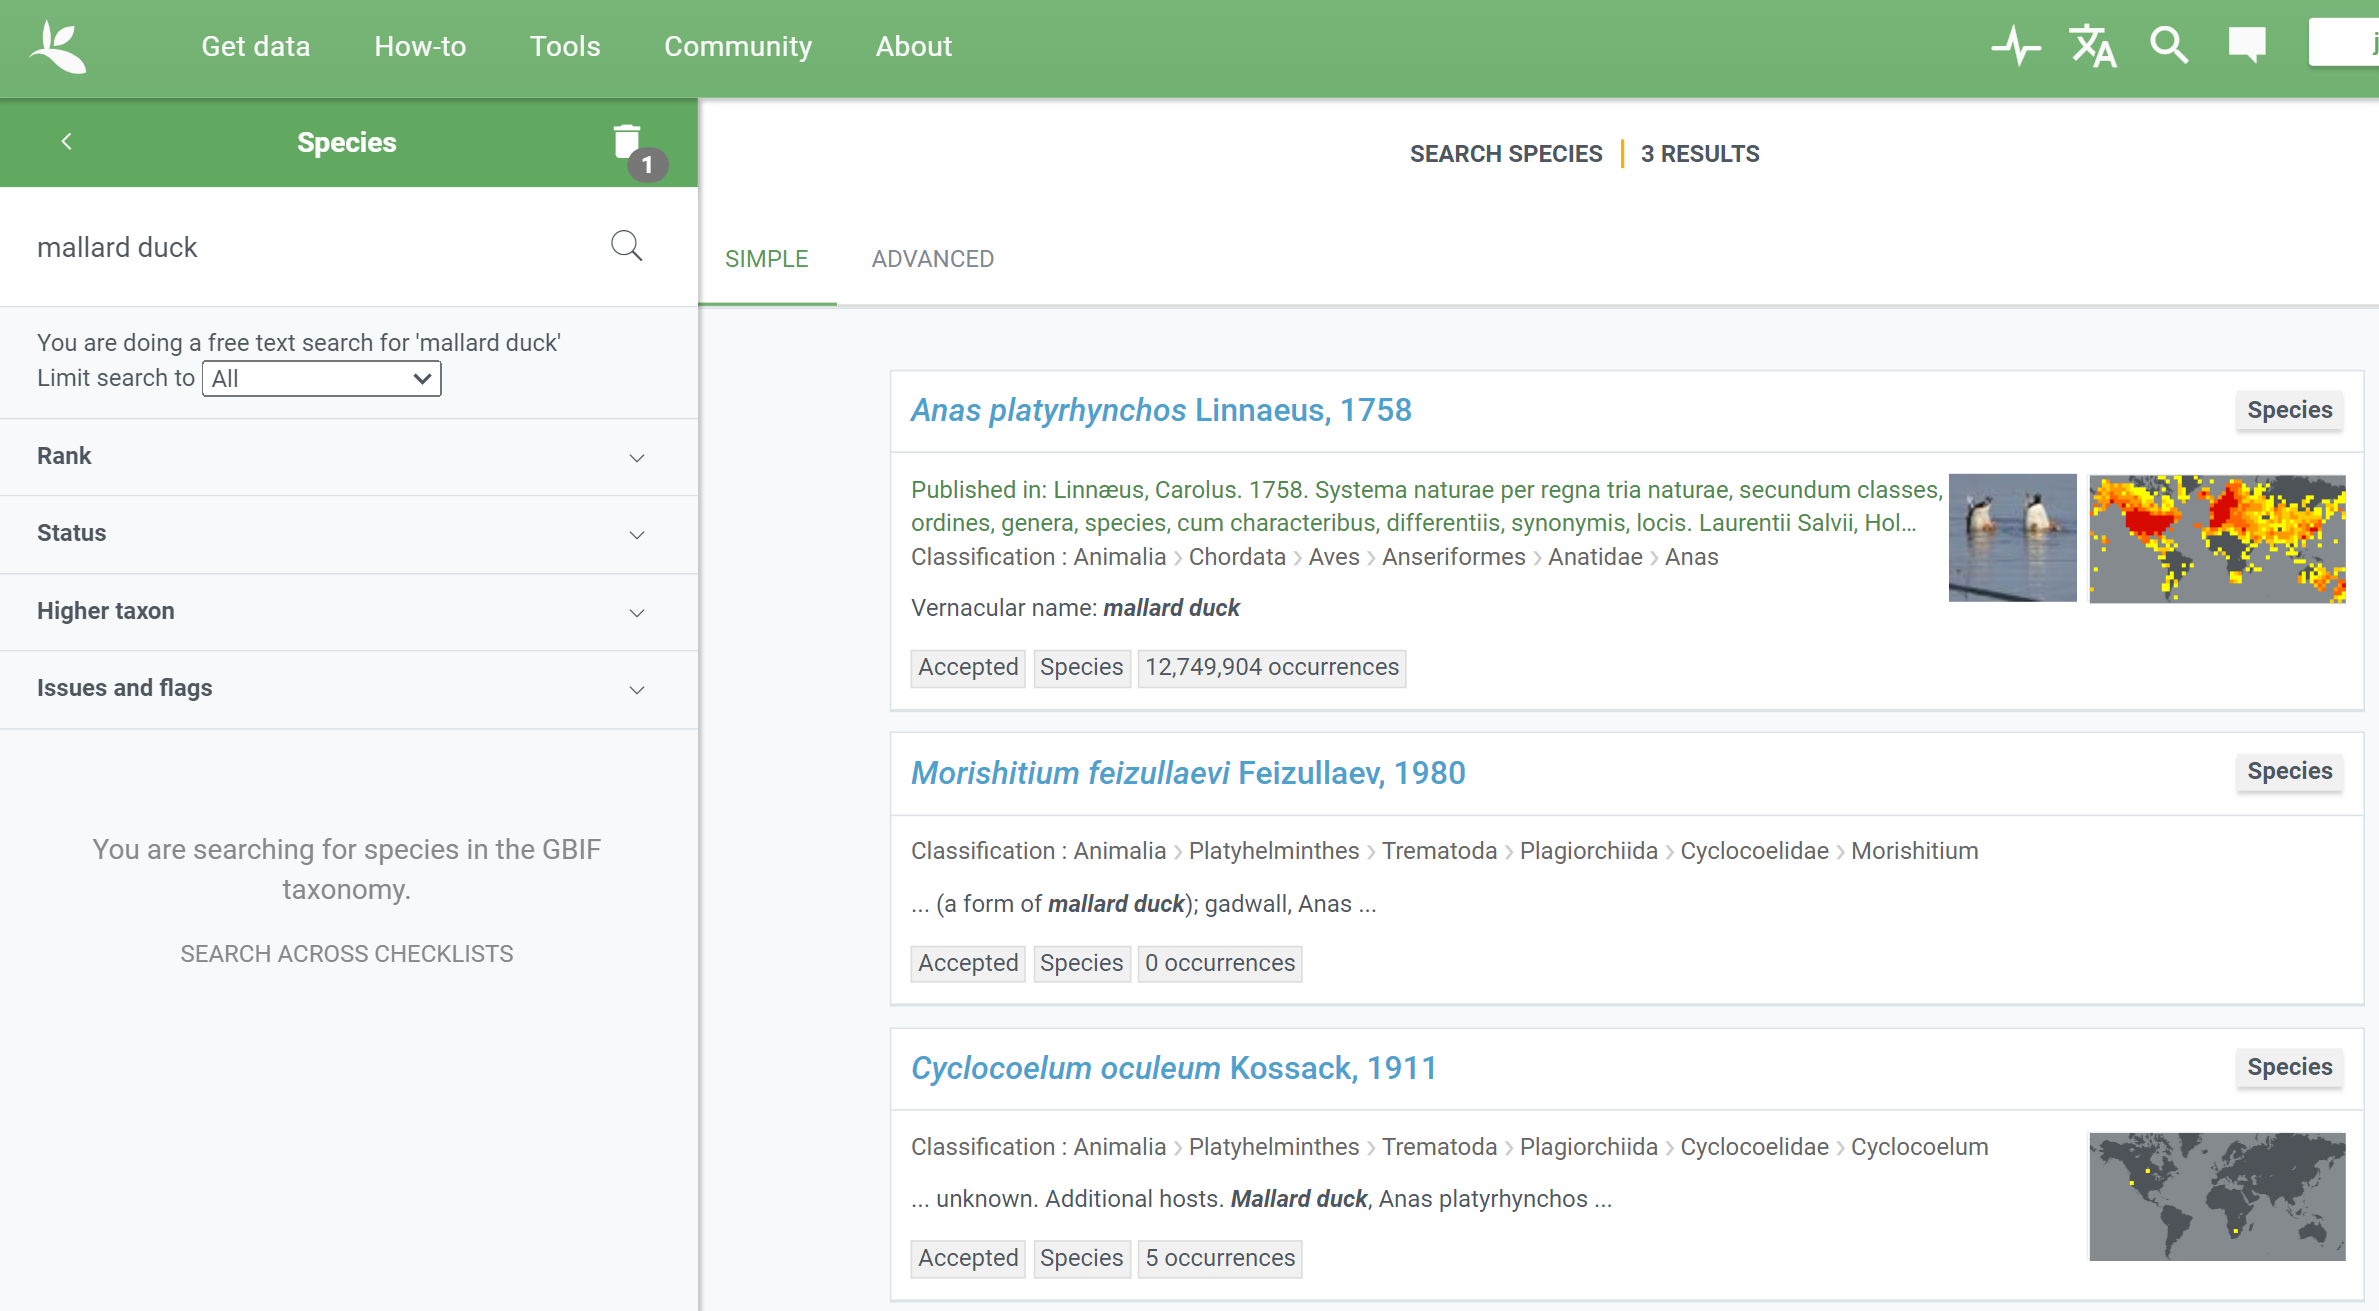 Get data How-to Tools Community About
Species
1
mallard duck
You are doing a free text search for 'mallard duck'
Limit search to All
Rank
Status
Higher taxon
Issues and flags
You are searching for species in the GBIF
taxonomy.
SEARCH ACROSS CHECKLISTS
SEARCH SPECIES | 3 RESULTS
SIMPLE ADVANCED
Anas platyrhynchos Linnaeus, 1758 Species
Published in: Linnæus, Carolus. 1758. Systema naturae per regna tria naturae, secundum classes,
ordines, genera, species, cum characteribus, differentiis, synonymis, locis. Laurentii Salvii, Hol...
Classification : Animalia › Chordata › Aves › Anseriformes › Anatidae › Anas
Vernacular name: mallard duck
Accepted Species 12,749,904 occurrences
Morishitium feizullaevi Feizullaev, 1980 Species
Classification : Animalia › Platyhelminthes › Trematoda › Plagiorchiida › Cyclocoelidae › Morishitium
... (a form of mallard duck); gadwall, Anas ...
Accepted Species 0 occurrences
Cyclocoelum oculeum Kossack, 1911 Species
Classification : Animalia › Platyhelminthes › Trematoda › Plagiorchiida › Cyclocoelidae › Cyclocoelum
... unknown. Additional hosts. Mallard duck, Anas platyrhynchos ...
Accepted Species 5 occurrences